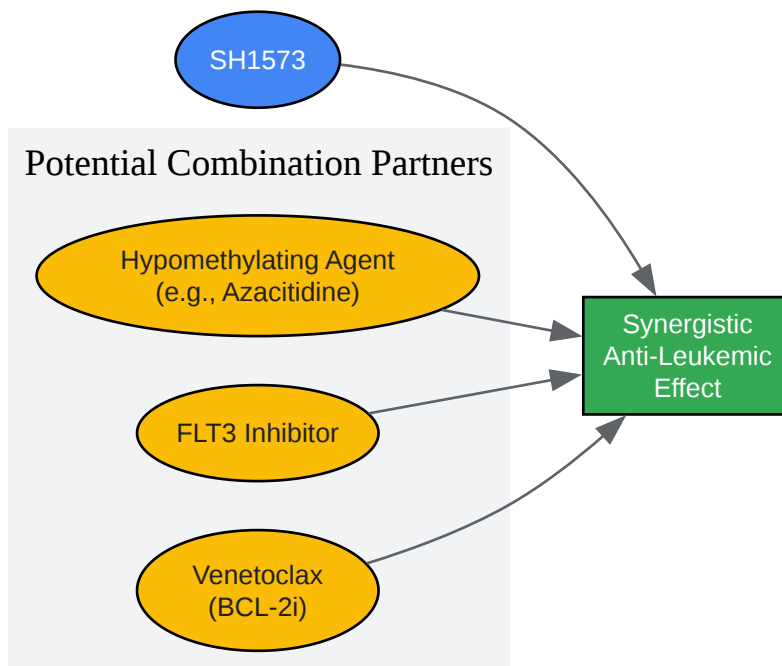 SH1573
Potential Combination Partners
Hypomethylating Agent
(e.g., Azacitidine)
Synergistic
Anti-Leukemic
Effect
FLT3 Inhibitor
Venetoclax
(BCL-2i)